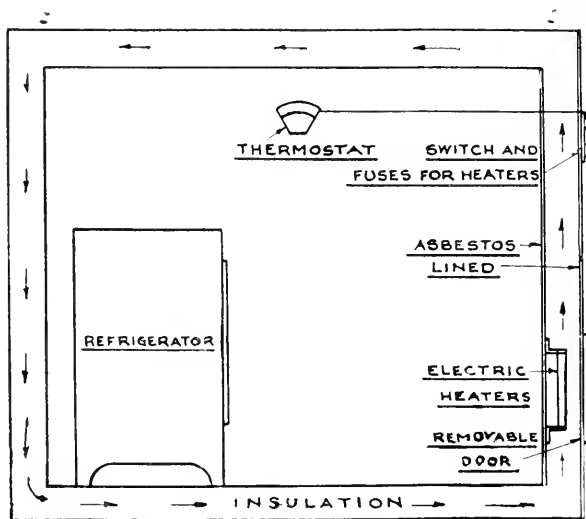 THERMOSTAT
SWITCH AND
FUSES FOR HEATERS
ASBESTOS
LINED
REFRIGERATOR
ELECTRIC
HEATERS
REMOVABLE
DOOR
INSULATION